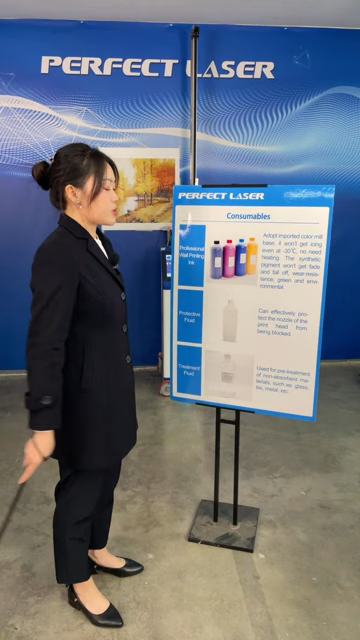 PERFECT LASER
PERFECT LASER
Consumables
Professional
Wall Printing
Ink
Adopt imported color mill
base, it won't get icing
even at -30℃, no need
heating. The synthetic
pigment won't get fade
and fall off, wear-resis-
tance, green and envi-
ronmental.
Protective
Fluid
Can effectively pro-
tect the nozzle of the
print head from
being blocked.
Treatment
Fluid
Used for pre-treatment
of non-absorbent ma-
terials, such as glass,
tile, metal, etc.